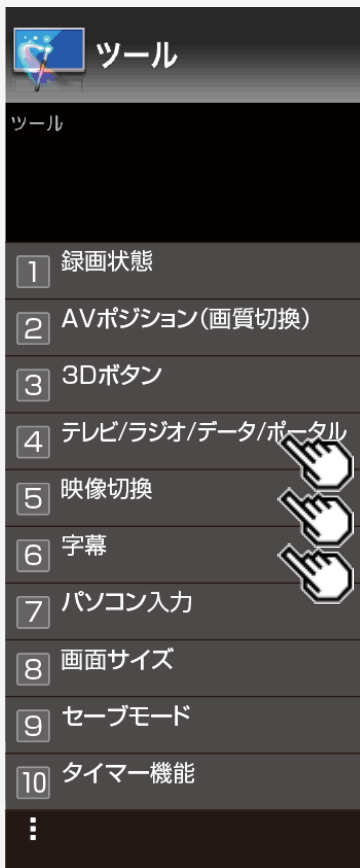 ツール
ツール
1 録画状態
2 AVポジション(画質切換)
3 3Dボタン
4 テレビ/ラジオ/データ/ポータル
5 映像切換
6 字幕
7 パソコン入力
8 画面サイズ
9 セーブモード
10 タイマー機能
⋮